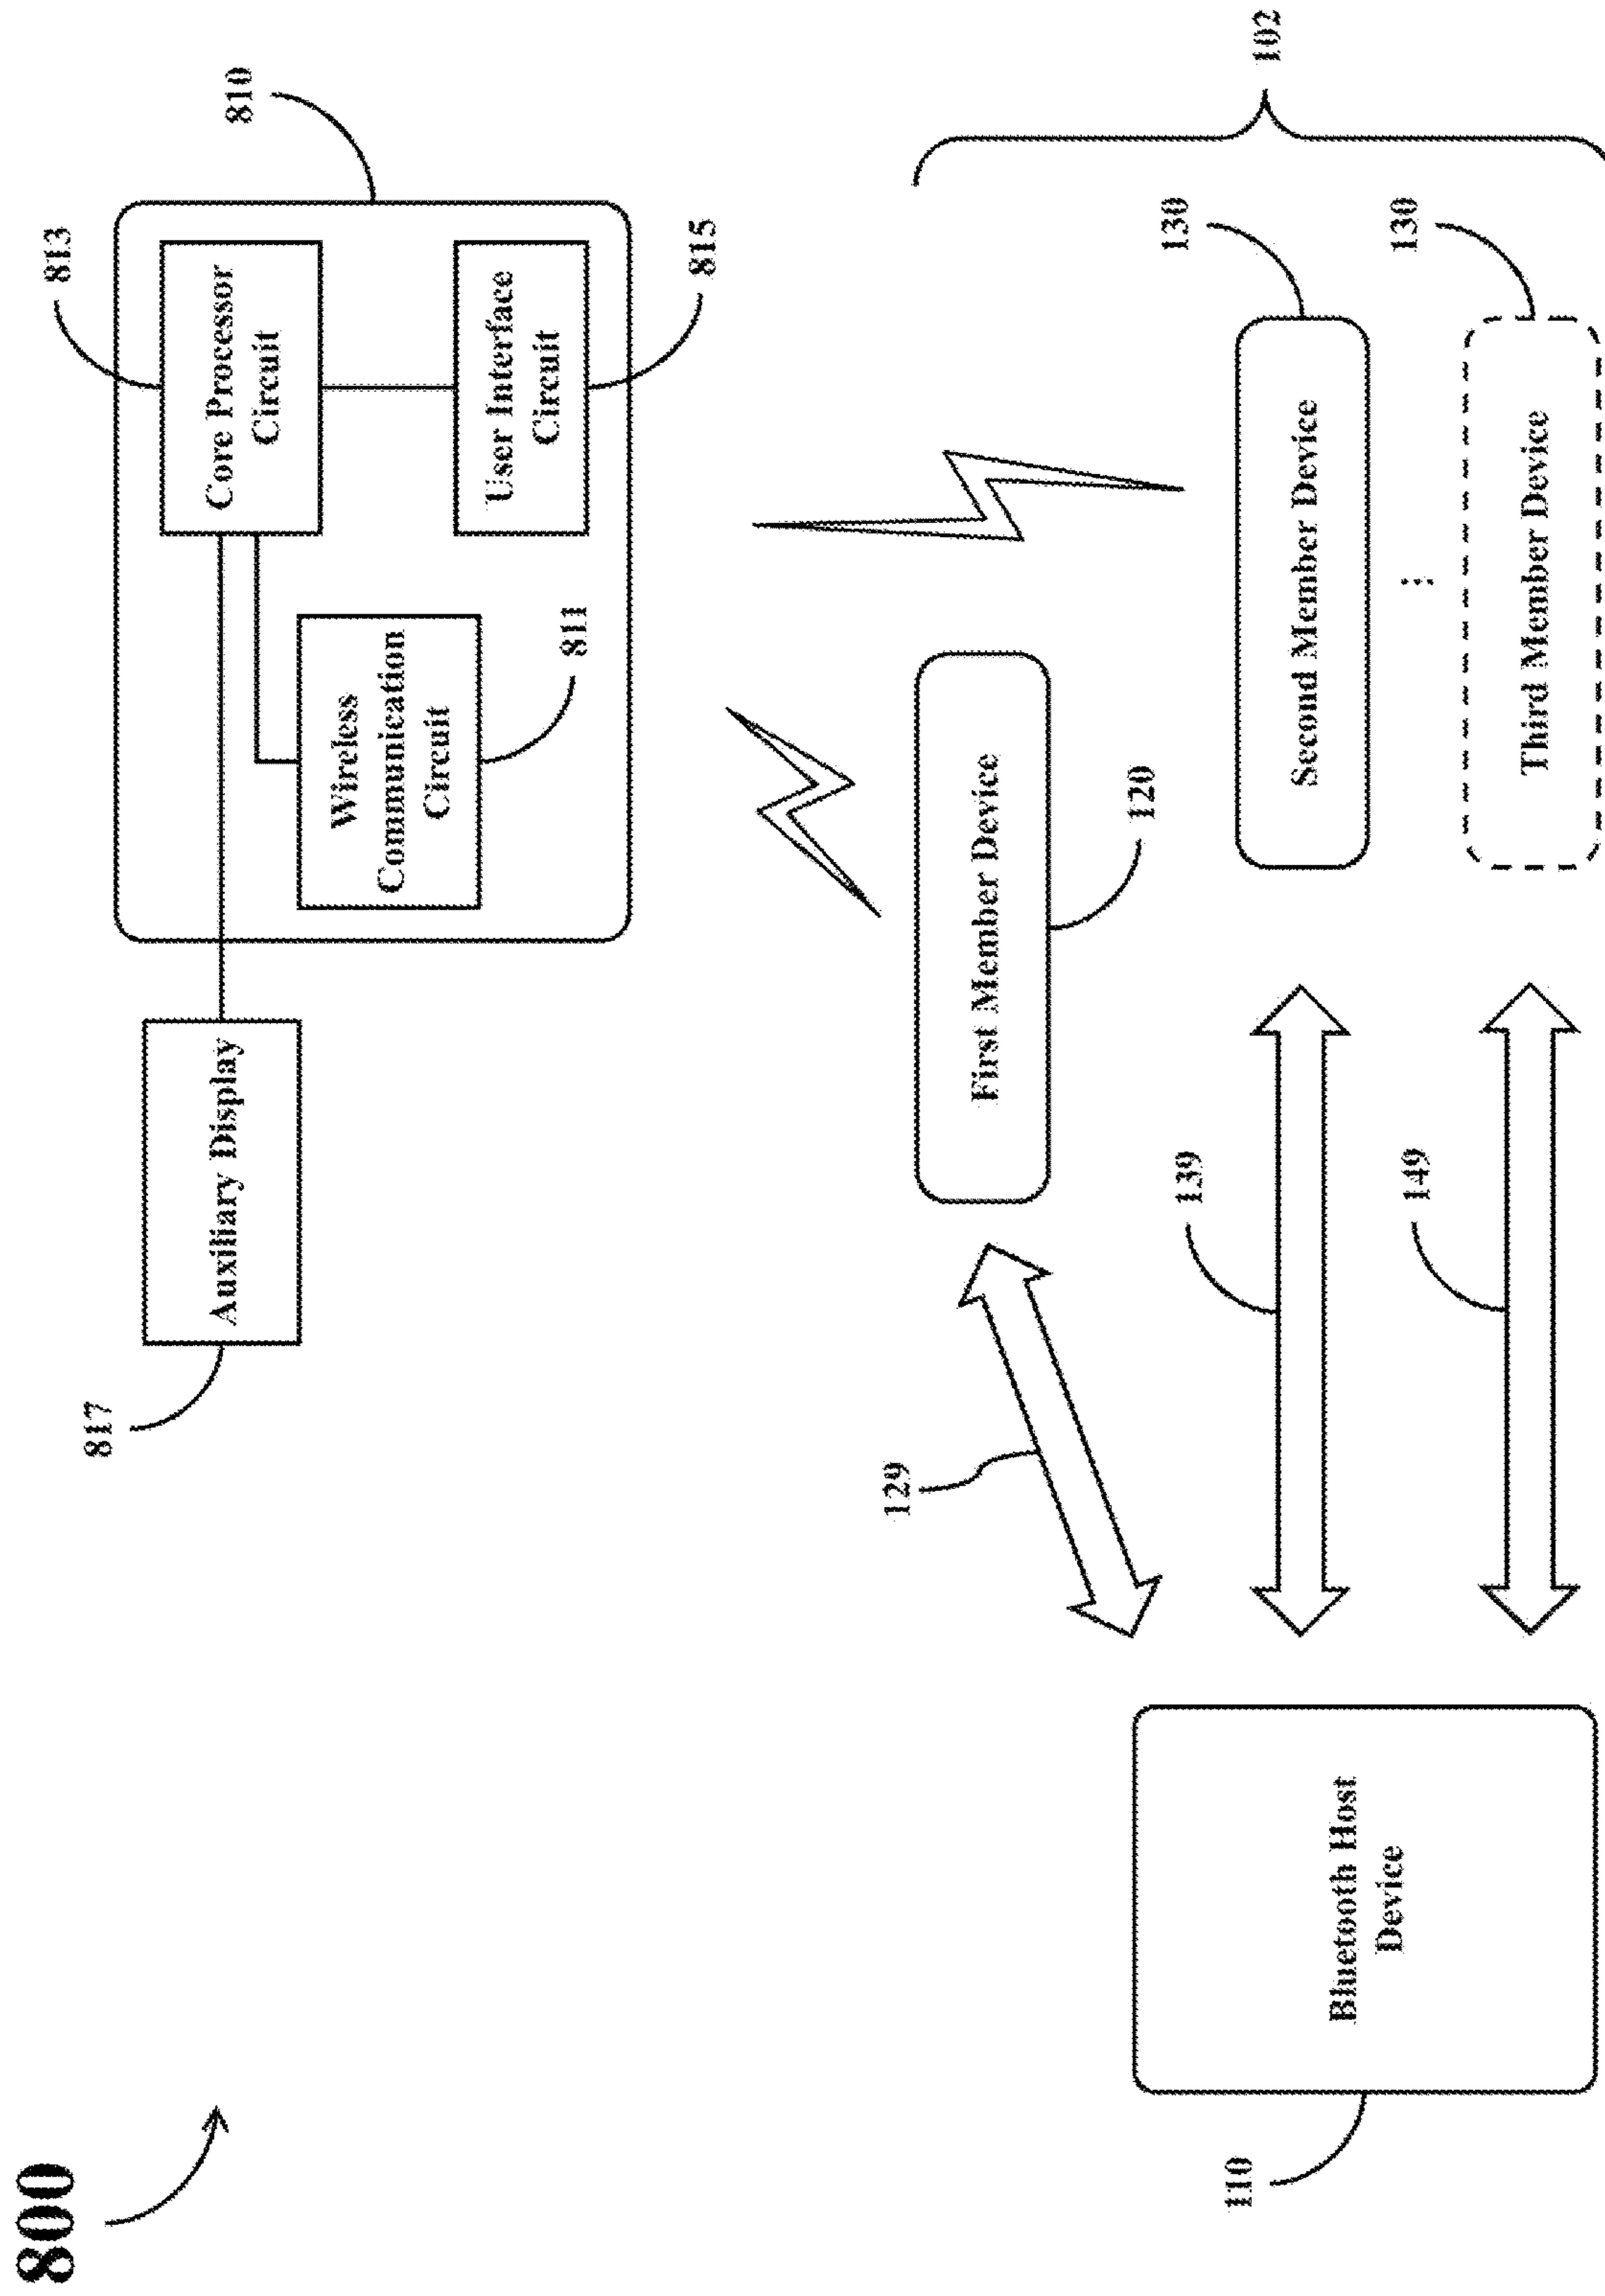 800
817
Auxiliary Display
813
810
Core Processor
Circuit
Wireless
Communication
Circuit
User Interface
Circuit
811
815
129
First Member Device
120
102
110
Bluetooth Host
Device
139
Second Member Device
130
⋮
149
Third Member Device
130